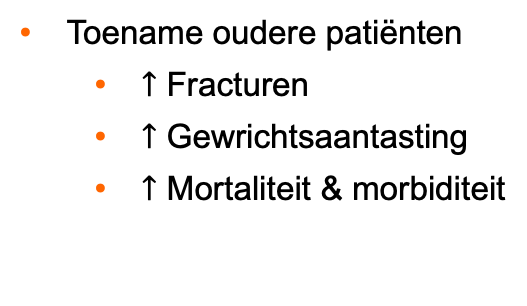 • Toename oudere patiënten
• ↑ Fracturen
• ↑ Gewrichtsaantasting
• ↑ Mortaliteit & morbiditeit